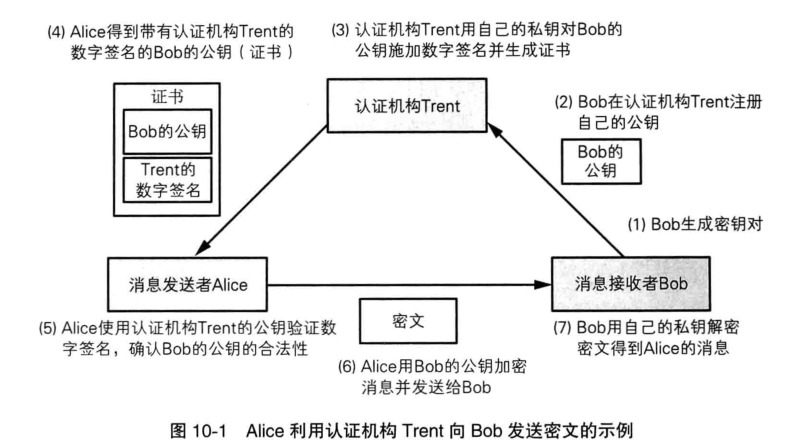 (4) Alice得到带有认证机构Trent的
数字签名的Bob的公钥（证书）
(3) 认证机构Trent用自己的私钥对Bob的
公钥施加数字签名并生成证书
证书
Bob的公钥
Trent的
数字签名
认证机构Trent
(2) Bob在认证机构Trent注册
自己的公钥
Bob的
公钥
(1) Bob生成密钥对
消息发送者Alice
消息接收者Bob
(5) Alice使用认证机构Trent的公钥验证数
字签名，确认Bob的公钥的合法性
密文
(6) Alice用Bob的公钥加密
消息并发送给Bob
(7) Bob用自己的私钥解密
密文得到Alice的消息
图 10-1 Alice 利用认证机构 Trent 向 Bob 发送密文的示例